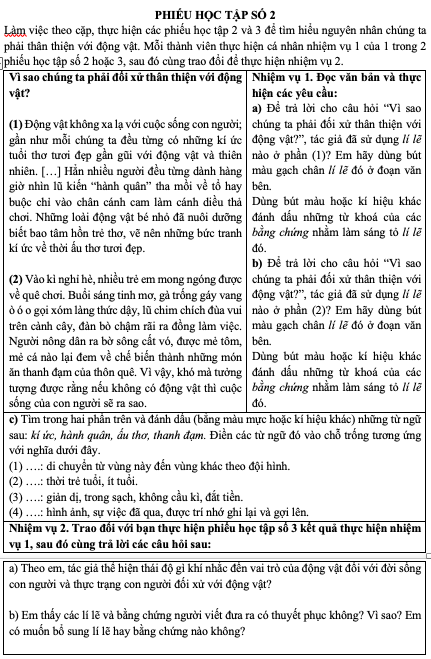 PHIẾU HỌC TẬP SỐ 2
Làm việc theo cặp, thực hiện các phiếu học tập 2 và 3 để tìm hiểu nguyên nhân chúng ta
phải thân thiện với động vật. Mỗi thành viên thực hiện cá nhân nhiệm vụ 1 của 1 trong 2
phiếu học tập số 2 hoặc 3, sau đó cùng trao đổi để thực hiện nhiệm vụ 2.
Vì sao chúng ta phải đối xử thân thiện với động
vật?
(1) Động vật không xa lạ với cuộc sống con người;
gần như mỗi chúng ta đều từng có những kí ức
tuổi thơ tươi đẹp gần gũi với động vật và thiên
nhiên. […] Hẳn nhiều người đều từng dành hàng
giờ nhìn lũ kiến “hành quân” tha mồi về tổ hay
buộc chỉ vào chân cánh cam làm cánh diều thả
chơi. Những loài động vật bé nhỏ đã nuôi dưỡng
biết bao tâm hồn trẻ thơ, vẽ nên những bức tranh
kí ức về thời ấu thơ tươi đẹp.
(2) Vào kì nghỉ hè, nhiều trẻ em mong ngóng được
về quê chơi. Buổi sáng tinh mơ, gà trống gáy vang
ò ó o gọi xóm làng thức dậy, lũ chim chích đùa vui
trên cành cây, đàn bò chậm rãi ra đồng làm việc.
Người nông dân ra bờ sông cất vó, được mẻ tôm,
mẻ cá nào lại đem về chế biến thành những món
ăn thanh đạm của thôn quê. Vì vậy, khó mà tưởng
tượng được rằng nếu không có động vật thì cuộc
sống của con người sẽ ra sao.
Nhiệm vụ 1. Đọc văn bản và thực
hiện các yêu cầu:
a) Để trả lời cho câu hỏi “Vì sao
chúng ta phải đối xử thân thiện với
động vật?”, tác giả đã sử dụng lí lẽ
nào ở phần (1)? Em hãy dùng bút
màu gạch chân lí lẽ đó ở đoạn văn
bên.
Dùng bút màu hoặc kí hiệu khác
đánh dấu những từ khoá của các
bằng chứng nhằm làm sáng tỏ lí lẽ
đó.
b) Để trả lời cho câu hỏi “Vì sao
chúng ta phải đối xử thân thiện với
động vật?”, tác giả đã sử dụng lí lẽ
nào ở phần (2)? Em hãy dùng bút
màu gạch chân lí lẽ đó ở đoạn văn
bên.
Dùng bút màu hoặc kí hiệu khác
đánh dấu những từ khoá của các
bằng chứng nhằm làm sáng tỏ lí lẽ
đó.
c) Tìm trong hai phần trên và đánh dấu (bằng màu mực hoặc kí hiệu khác) những từ ngữ
sau: kí ức, hành quân, ấu thơ, thanh đạm. Điền các từ ngữ đó vào chỗ trống tương ứng
với nghĩa dưới đây.
(1) ….: di chuyển từ vùng này đến vùng khác theo đội hình.
(2) ….: thời trẻ tuổi, ít tuổi.
(3) ….: giản dị, trong sạch, không cầu kì, đắt tiền.
(4) ….: hình ảnh, sự việc đã qua, được trí nhớ ghi lại và gợi lên.
Nhiệm vụ 2. Trao đổi với bạn thực hiện phiếu học tập số 3 kết quả thực hiện nhiệm
vụ 1, sau đó cùng trả lời các câu hỏi sau:
a) Theo em, tác giả thể hiện thái độ gì khi nhắc đến vai trò của động vật đối với đời sống
con người và thực trạng con người đối xử với động vật?
b) Em thấy các lí lẽ và bằng chứng người viết đưa ra có thuyết phục không? Vì sao? Em
có muốn bổ sung lí lẽ hay bằng chứng nào không?